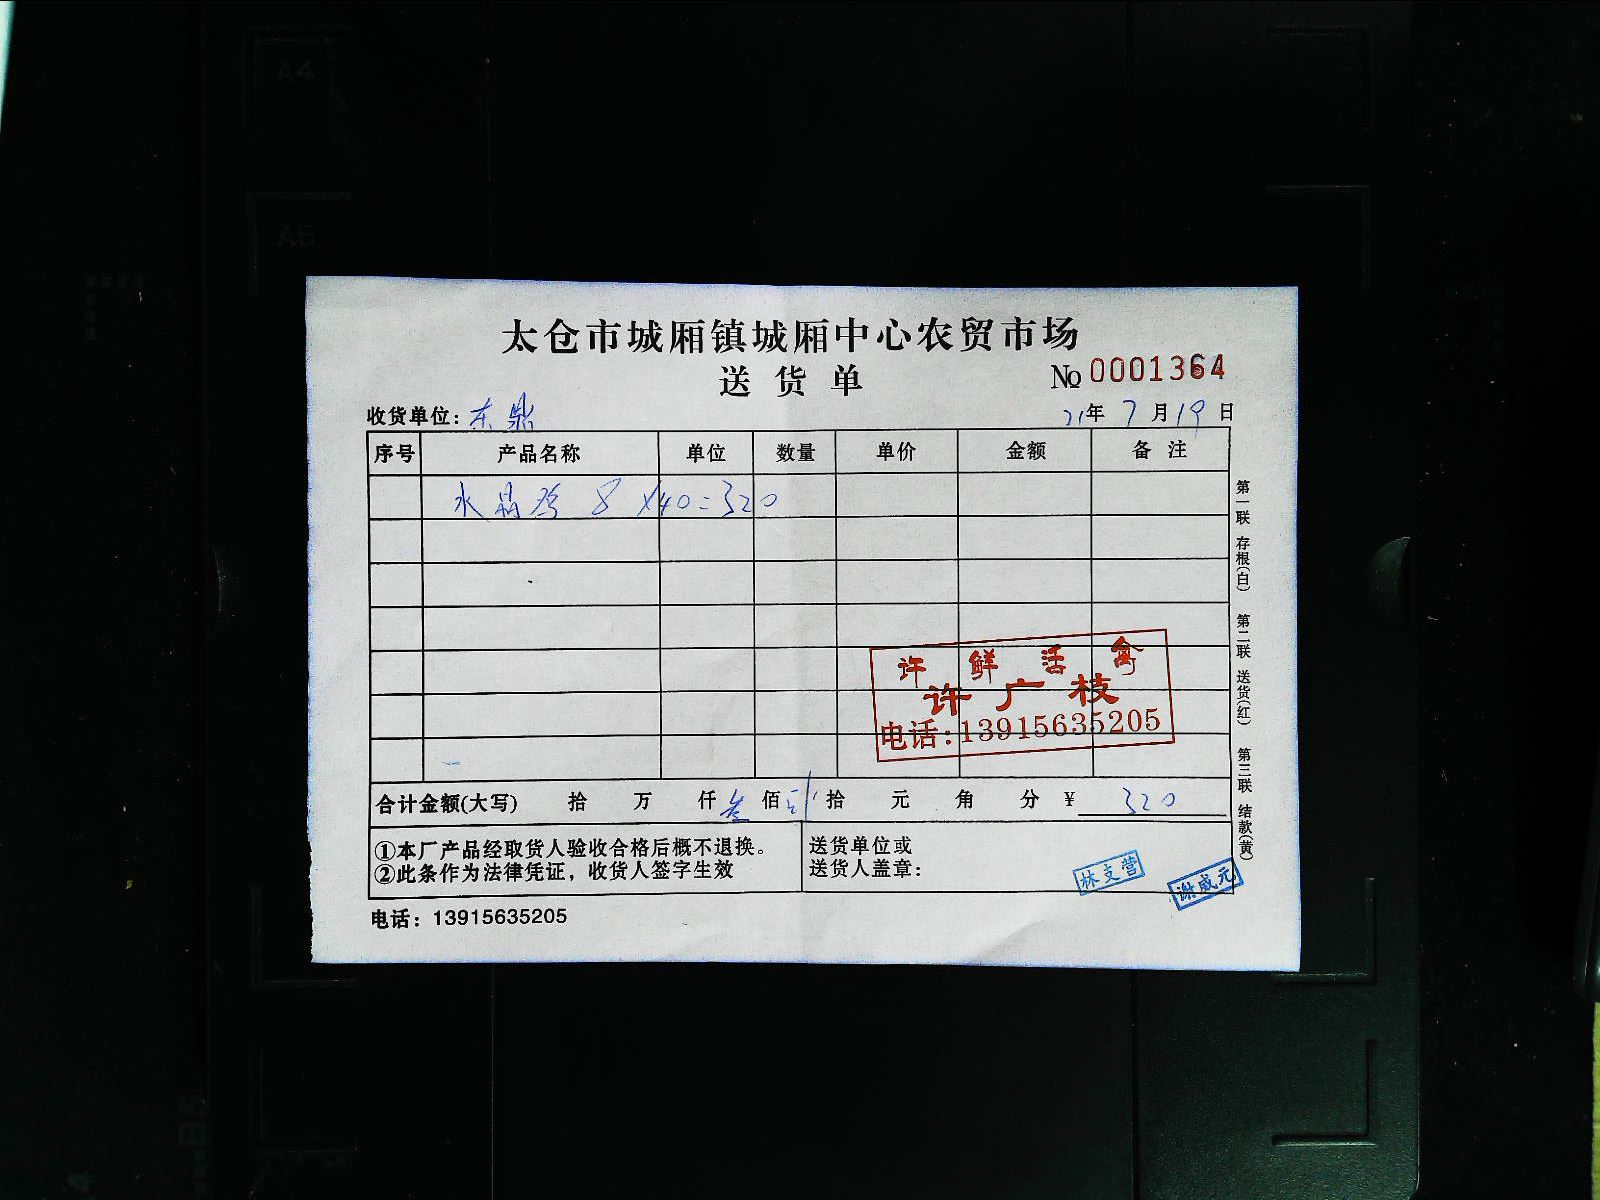 A4
A5
太仓市城厢镇城厢中心农贸市场
送货单
№ 0001364
收货单位：东鼎
21年 7月19日
序号 产品名称 单位 数量 单价 金额 备注
水晶鸡 8 ×40=320
许鲜活禽
许广枝
电话:13915635205
合计金额(大写) 拾 万 仟叁佰 拾 元 角 分 ¥ 320
①本厂产品经取货人验收合格后概不退换。
②此条作为法律凭证，收货人签字生效
送货单位或
送货人盖章：
林支营
谢咸元
电话：13915635205
第一联 存根(白) 第二联 送货(红) 第三联 结款(黄)
B5